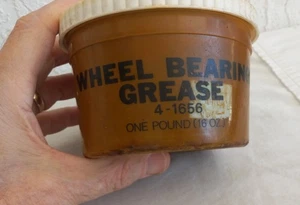 WHEEL BEARING
GREASE
4-1656
ONE POUND (16 OZ.)